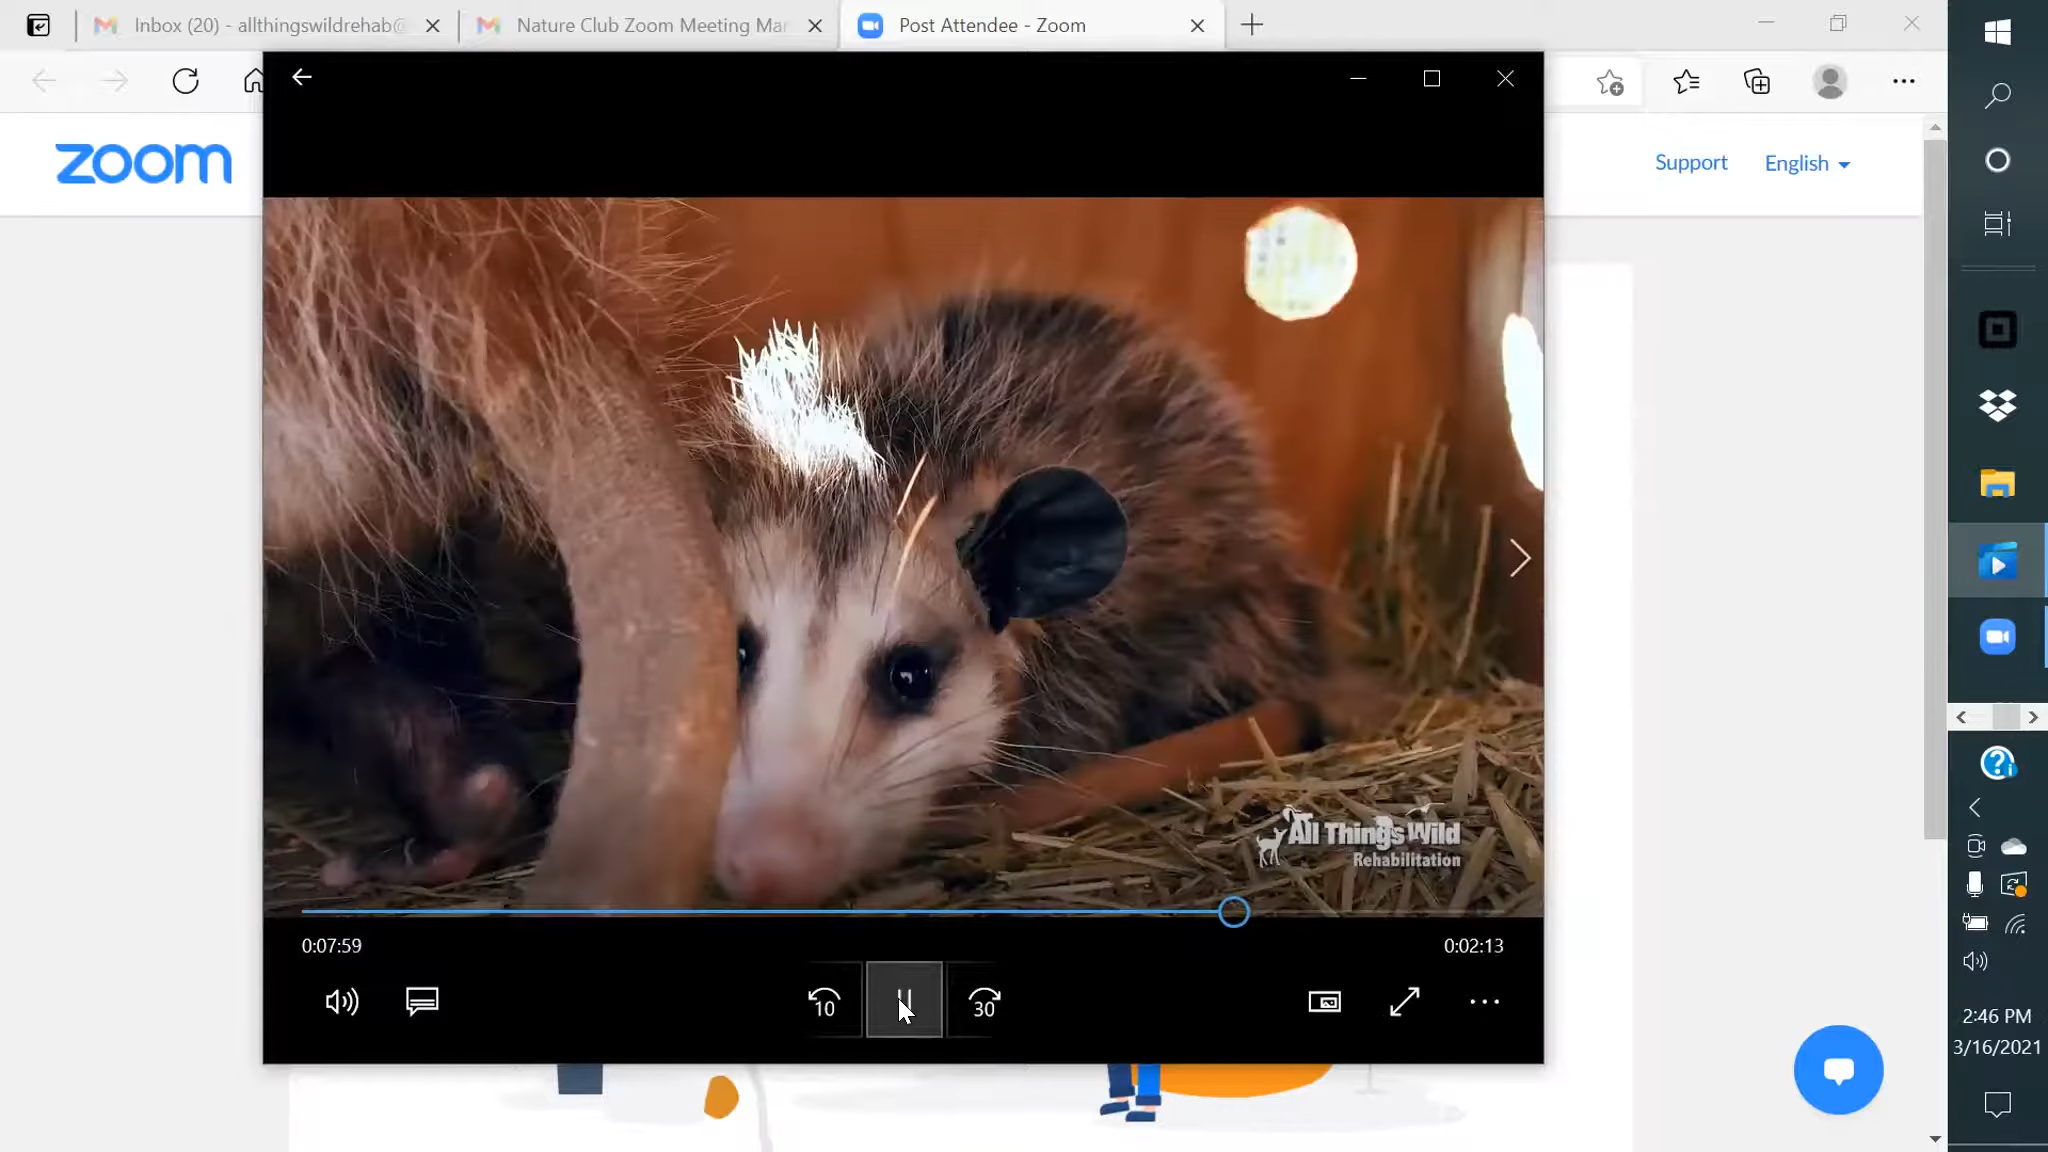 Inbox (20) - allthingswildrehab@
Nature Club Zoom Meeting Mar
Post Attendee - Zoom
zoom
Support
English
All Things Wild
Rehabilitation
0:07:59
0:02:13
10
30
2:46 PM
3/16/2021